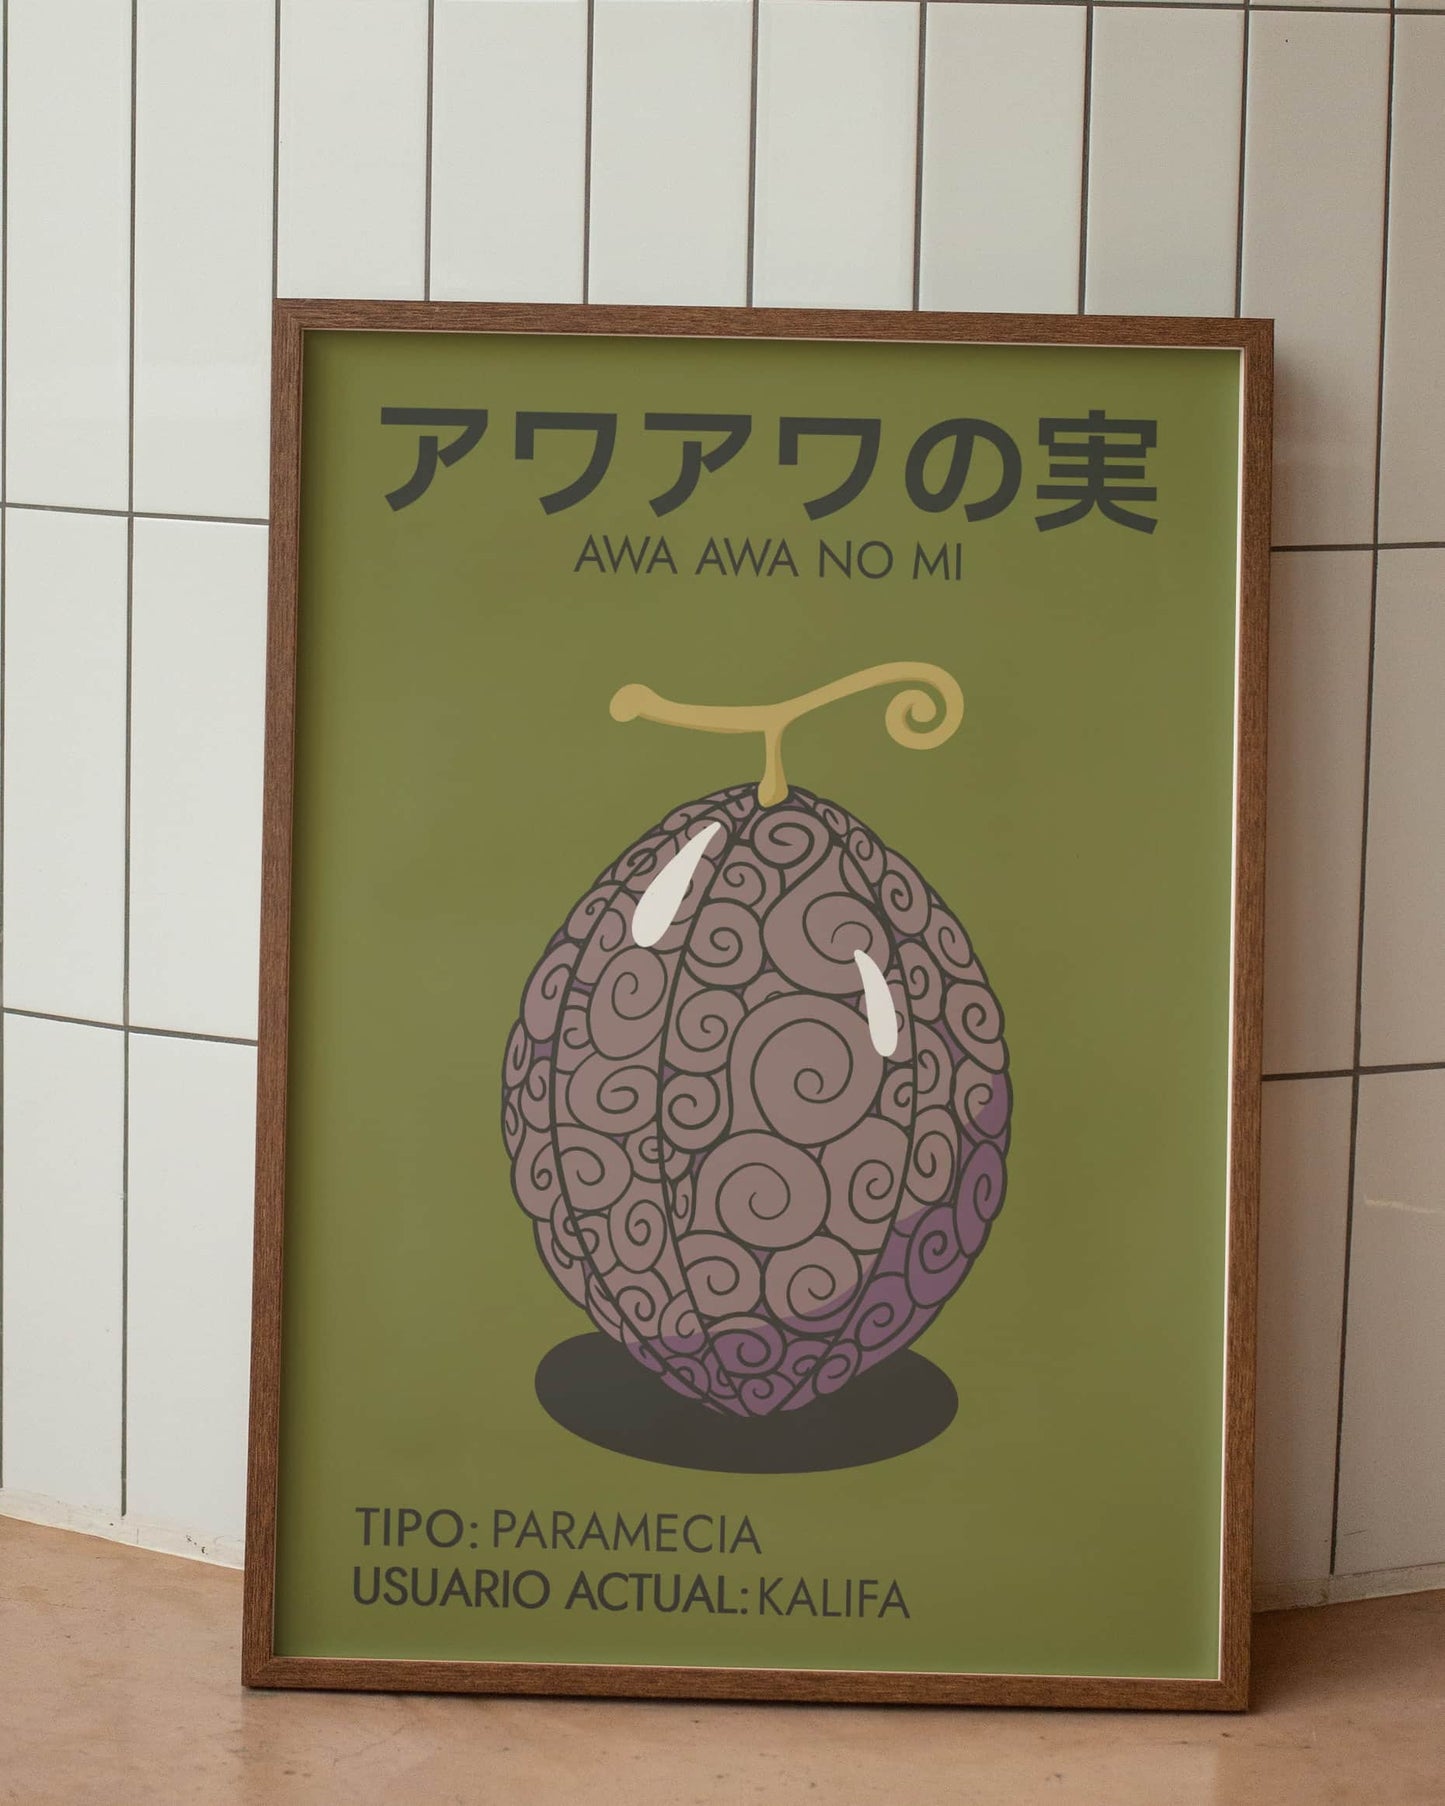 アワアワの実
AWA AWA NO MI
TIPO: PARAMECIA
USUARIO ACTUAL: KALIFA